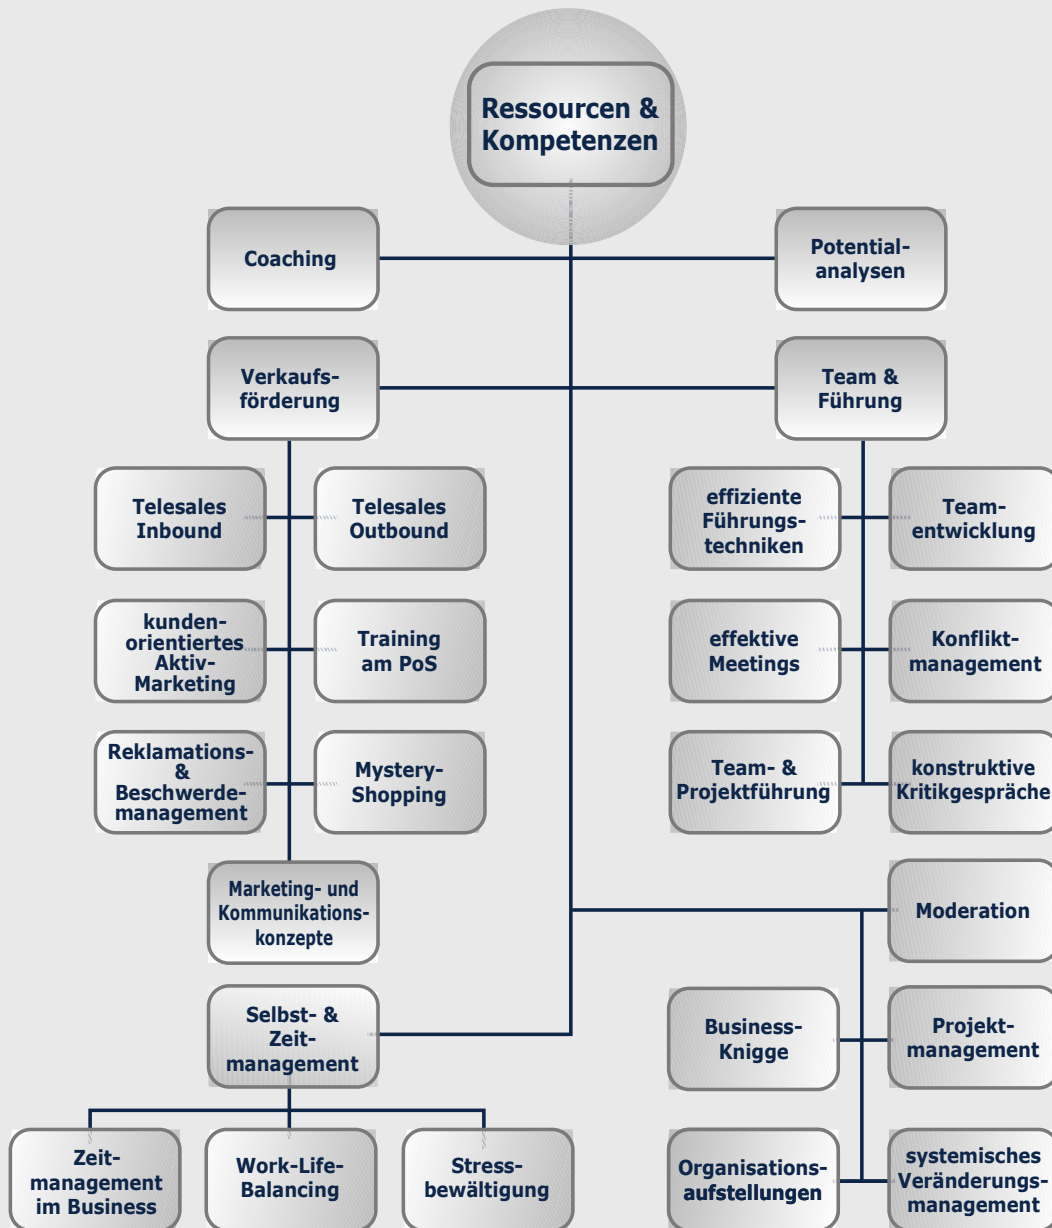 Ressourcen &
Kompetenzen
Coaching
Potential-
analysen
Verkaufs-
förderung
Team &
Führung
Telesales
Inbound
Telesales
Outbound
effiziente
Führungs-
techniken
Team-
entwicklung
kunden-
orientiertes
Aktiv-
Marketing
Training
am PoS
effektive
Meetings
Konflikt-
management
Reklamations-
&
Beschwerde-
management
Mystery-
Shopping
Team- &
Projektführung
konstruktive
Kritikgespräche
Marketing- und
Kommunikations-
konzepte
Moderation
Selbst- &
Zeit-
management
Business-
Knigge
Projekt-
management
Zeit-
management
im Business
Work-Life-
Balancing
Stress-
bewältigung
Organisations-
aufstellungen
systemisches
Veränderungs-
management